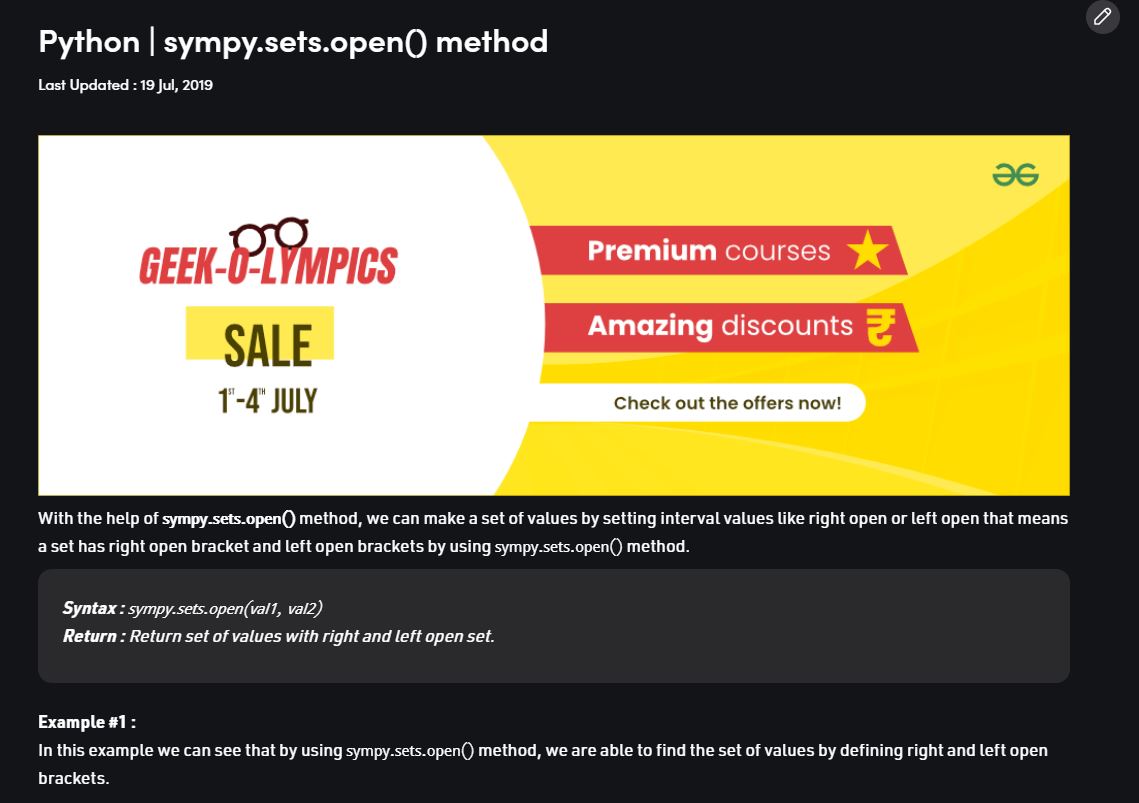 Python | sympy.sets.open() method
Last Updated : 19 Jul, 2019
GEEK-O-LYMPICS
SALE
1ST-4TH JULY
Premium courses
Amazing discounts
Check out the offers now!
With the help of sympy.sets.open() method, we can make a set of values by setting interval values like right open or left open that means
a set has right open bracket and left open brackets by using sympy.sets.open() method.
Syntax : sympy.sets.open(val1, val2)
Return : Return set of values with right and left open set.
Example #1 :
In this example we can see that by using sympy.sets.open() method, we are able to find the set of values by defining right and left open
brackets.